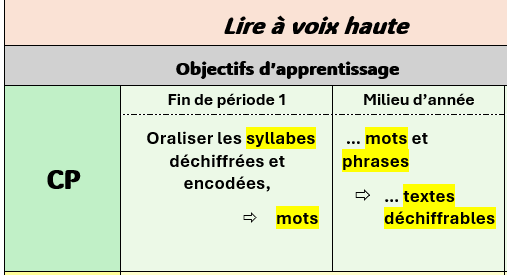 Lire à voix haute
Objectifs d’apprentissage
CP
Fin de période 1
Oraliser les syllabes
déchiffrées et
encodées,
⇨ mots
Milieu d’année
... mots et
phrases
⇨ ... textes
déchiffrables